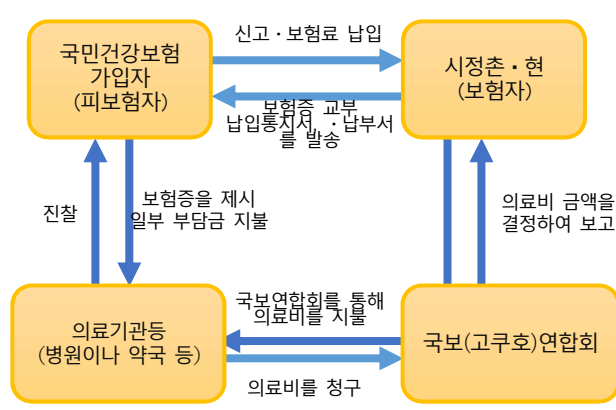 국민건강보험
가입자
(피보험자)
신고・보험료 납입
시정촌・현
(보험자)
보험증 교부
납입통지서, ・납부서
를 발송
진찰
보험증을 제시
일부 부담금 지불
의료비 금액을
결정하여 보고
의료기관등
(병원이나 약국 등)
국보연합회를 통해
의료비를 지불
국보(고쿠호)연합회
의료비를 청구